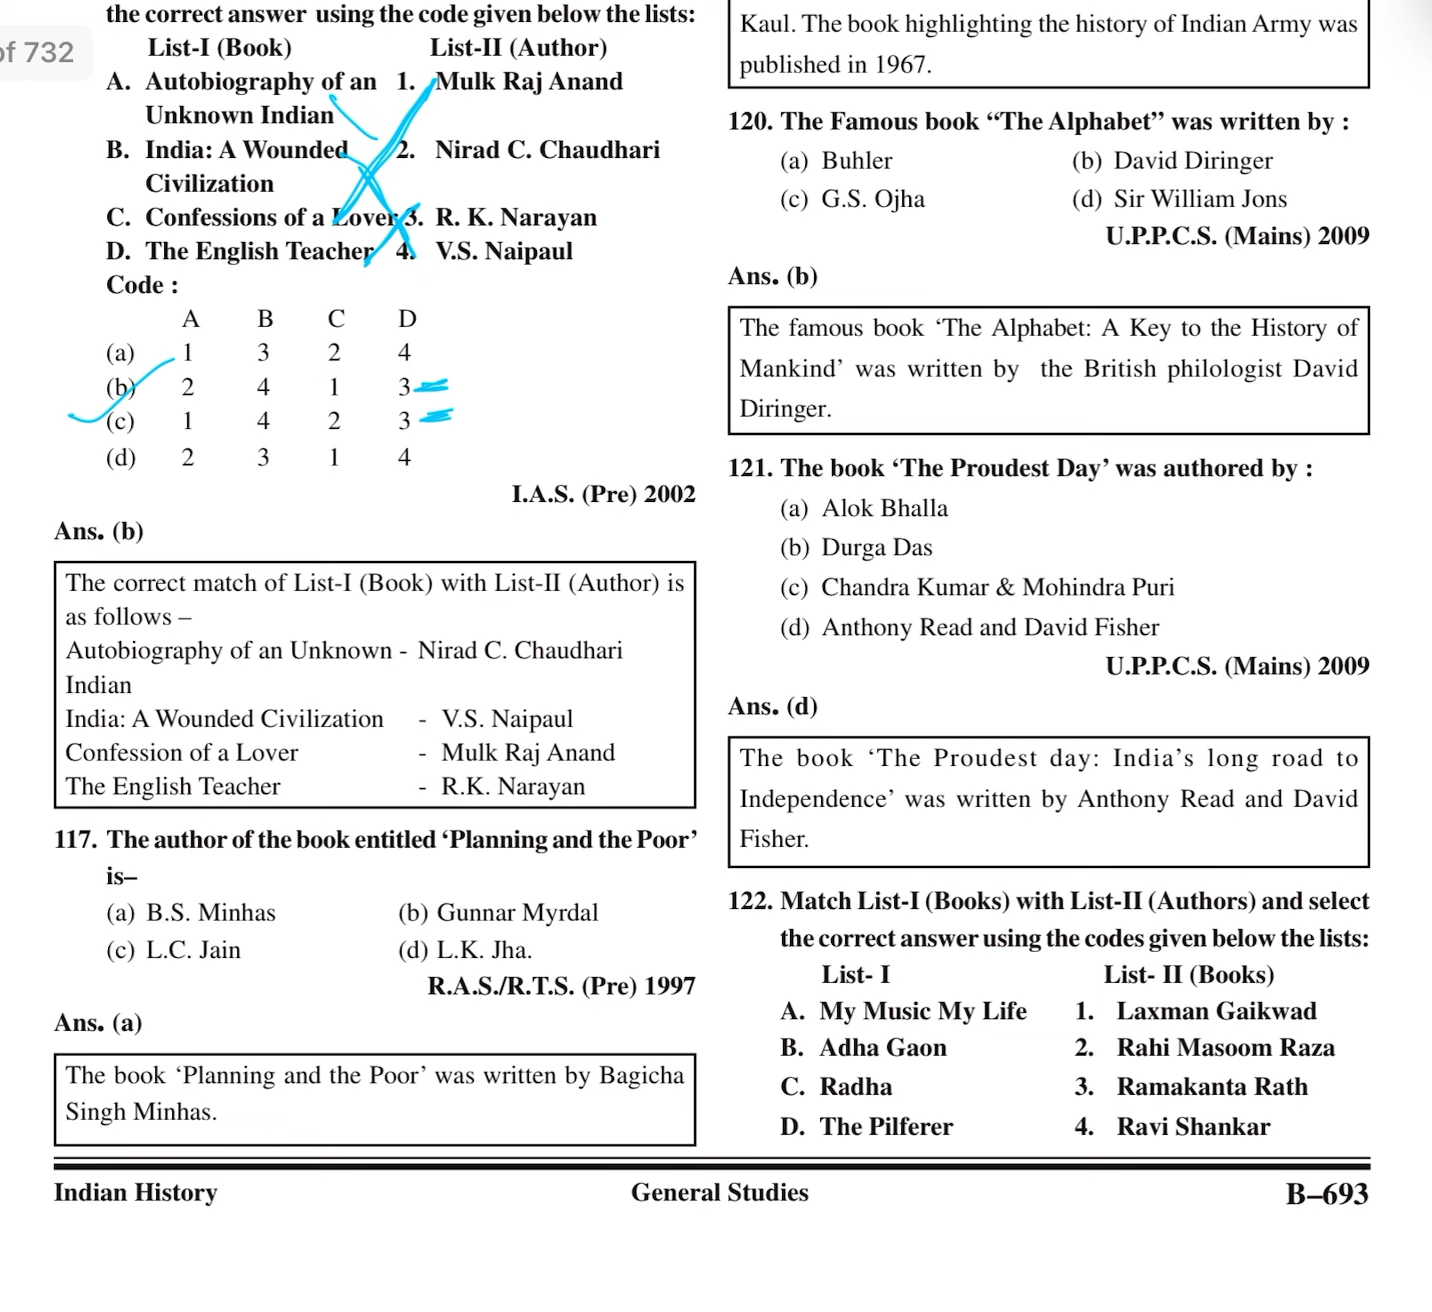 of 732
the correct answer using the code given below the lists:
List-I (Book) List-II (Author)
A. Autobiography of an 1. Mulk Raj Anand
Unknown Indian
B. India: A Wounded 2. Nirad C. Chaudhari
Civilization
C. Confessions of a Lover 3. R. K. Narayan
D. The English Teacher 4. V.S. Naipaul
Code :
A B C D
(a) 1 3 2 4
(b) 2 4 1 3
(c) 1 4 2 3
(d) 2 3 1 4
I.A.S. (Pre) 2002
Ans. (b)
The correct match of List-I (Book) with List-II (Author) is
as follows –
Autobiography of an Unknown - Nirad C. Chaudhari
Indian
India: A Wounded Civilization - V.S. Naipaul
Confession of a Lover - Mulk Raj Anand
The English Teacher - R.K. Narayan
117. The author of the book entitled ‘Planning and the Poor’
is–
(a) B.S. Minhas (b) Gunnar Myrdal
(c) L.C. Jain (d) L.K. Jha.
R.A.S./R.T.S. (Pre) 1997
Ans. (a)
The book ‘Planning and the Poor’ was written by Bagicha
Singh Minhas.
Kaul. The book highlighting the history of Indian Army was
published in 1967.
120. The Famous book “The Alphabet” was written by :
(a) Buhler (b) David Diringer
(c) G.S. Ojha (d) Sir William Jons
U.P.P.C.S. (Mains) 2009
Ans. (b)
The famous book ‘The Alphabet: A Key to the History of
Mankind’ was written by the British philologist David
Diringer.
121. The book ‘The Proudest Day’ was authored by :
(a) Alok Bhalla
(b) Durga Das
(c) Chandra Kumar & Mohindra Puri
(d) Anthony Read and David Fisher
U.P.P.C.S. (Mains) 2009
Ans. (d)
The book ‘The Proudest day: India’s long road to
Independence’ was written by Anthony Read and David
Fisher.
122. Match List-I (Books) with List-II (Authors) and select
the correct answer using the codes given below the lists:
List- I List- II (Books)
A. My Music My Life 1. Laxman Gaikwad
B. Adha Gaon 2. Rahi Masoom Raza
C. Radha 3. Ramakanta Rath
D. The Pilferer 4. Ravi Shankar
Indian History General Studies B–693